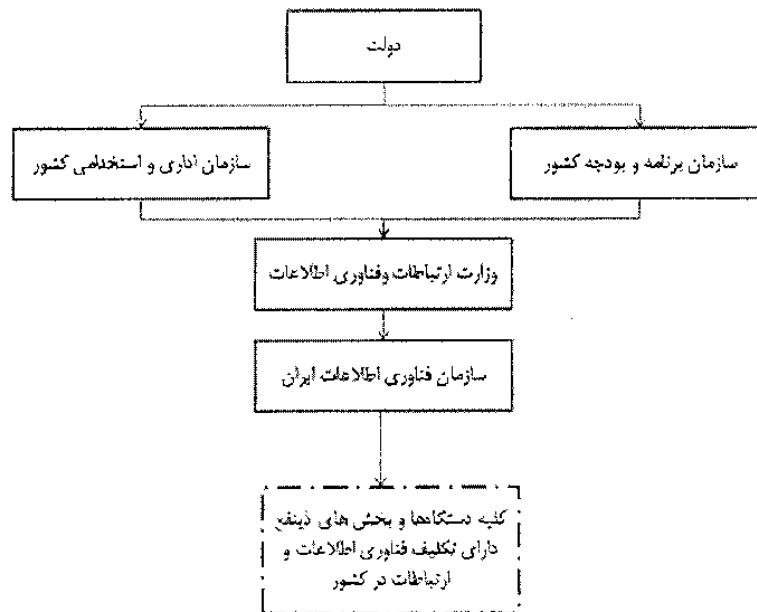 دولت
سازمان برنامه و بودجه کشور
سازمان اداری و استخدامی کشور
وزارت ارتباطات وفناوری اطلاعات
سازمان فناوری اطلاعات ایران
کلیه دستگاهها و بخش های ذینفع
دارای تکلیف فناوری اطلاعات و
ارتباطات در کشور